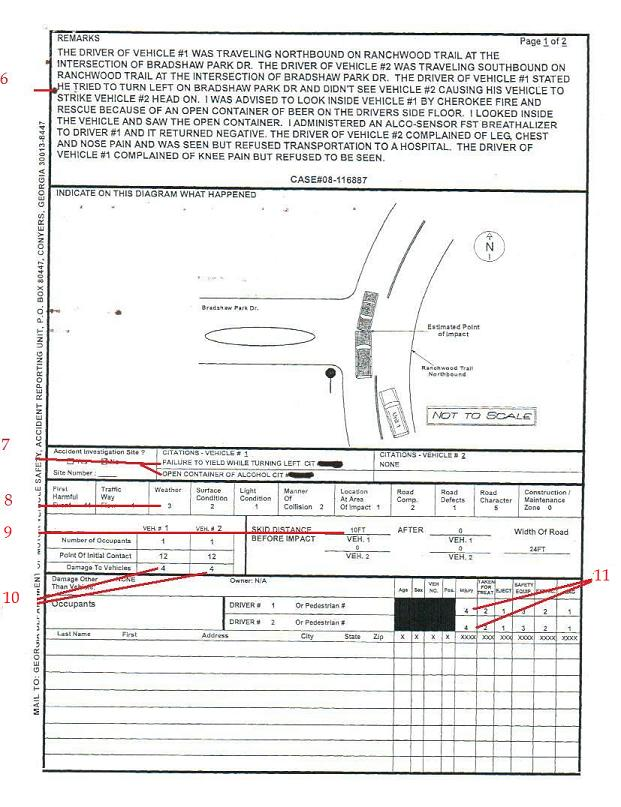 REMARKS
Page 1 of 2
THE DRIVER OF VEHICLE #1 WAS TRAVELING NORTHBOUND ON RANCHWOOD TRAIL AT THE
INTERSECTION OF BRADSHAW PARK DR. THE DRIVER OF VEHICLE #2 WAS TRAVELING SOUTHBOUND ON
RANCHWOOD TRAIL AT THE INTERSECTION OF BRADSHAW PARK DR. THE DRIVER OF VEHICLE #1 STATED
6
HE TRIED TO TURN LEFT ON BRADSHAW PARK DR AND DIDN'T SEE VEHICLE #2 CAUSING HIS VEHICLE TO
STRIKE VEHICLE #2 HEAD ON. I WAS ADVISED TO LOOK INSIDE VEHICLE #1 BY CHEROKEE FIRE AND
RESCUE BECAUSE OF AN OPEN CONTAINER OF BEER ON THE DRIVERS SIDE FLOOR. I LOOKED INSIDE
THE VEHICLE AND SAW THE OPEN CONTAINER. I ADMINISTERED AN ALCO-SENSOR FST BREATHALIZER
TO DRIVER #1 AND IT RETURNED NEGATIVE. THE DRIVER OF VEHICLE #2 COMPLAINED OF LEG, CHEST
AND NOSE PAIN AND WAS SEEN BUT REFUSED TRANSPORTATION TO A HOSPITAL. THE DRIVER OF
VEHICLE #1 COMPLAINED OF KNEE PAIN BUT REFUSED TO BE SEEN.
CASE#08-116887
INDICATE ON THIS DIAGRAM WHAT HAPPENED
N
Bradshaw Park Dr.
Estimated Point
of Impact
Ranchwood Trail
Northbound
Unit 1
NOT TO SCALE
7
Accident Investigation Site ?
CITATIONS - VEHICLE # 1
CITATIONS - VEHICLE # 2
FAILURE TO YIELD WHILE TURNING LEFT CIT
NONE
Site Number:
OPEN CONTAINER OF ALCOHOL CIT
8
First Harmful
Traffic Way
Weather 3
Surface Condition 2
Light Condition 1
Manner Of Collision 2
Location At Area Of Impact 1
Road Comp. 2
Road Defects 1
Road Character 5
Construction / Maintenance Zone 0
9
VEH. # 1 VEH. # 2
SKID DISTANCE BEFORE IMPACT
10FT VEH. 1
0 VEH. 2
AFTER
0 VEH. 1
0 VEH. 2
Width Of Road
24FT
Number of Occupants 1 1
Point Of Initial Contact 12 12
Damage To Vehicles 4 4
10
11
Damage Other Than Vehicle: NONE
Owner: N/A
Age Sex VEH NO. Pos. Injury TAKEN FOR TREAT EJECT SAFETY EQUIP.
Occupants
DRIVER # 1 Or Pedestrian # 4 2 1 3 2 1
DRIVER # 2 Or Pedestrian # 4 2 1 3 2 1
Last Name First Address City State Zip X X X X XXXX XXXX XXXX XXXX XXXX XXXX
MAIL TO: GEORGIA DEPARTMENT OF MOTOR VEHICLE SAFETY, ACCIDENT REPORTING UNIT, P.O. BOX 80447, CONYERS, GEORGIA 30013-8447